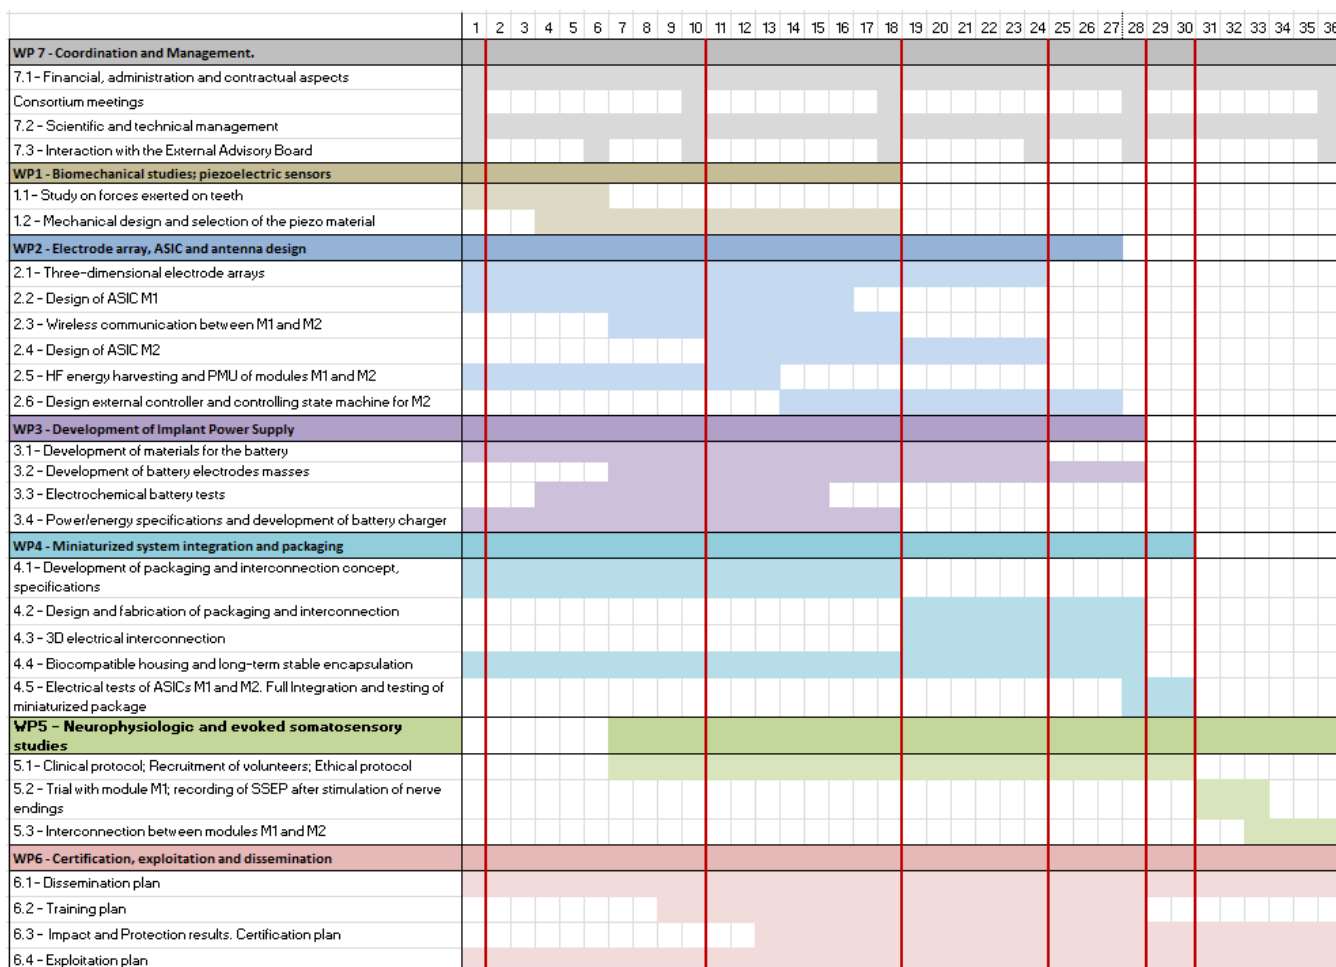 1 2 3 4 5 6 7 8 9 10 11 12 13 14 15 16 17 18 19 20 21 22 23 24 25 26 27 28 29 30 31 32 33 34 35 36
WP 7 - Coordination and Management.
7.1 - Financial, administration and contractual aspects
Consortium meetings
7.2 - Scientific and technical management
7.3 - Interaction with the External Advisory Board
WP1 - Biomechanical studies; piezoelectric sensors
1.1 - Study on forces exerted on teeth
1.2 - Mechanical design and selection of the piezo material
WP2 - Electrode array, ASIC and antenna design
2.1 - Three-dimensional electrode arrays
2.2 - Design of ASIC M1
2.3 - Wireless communication between M1 and M2
2.4 - Design of ASIC M2
2.5 - HF energy harvesting and PMU of modules M1 and M2
2.6 - Design external controller and controlling state machine for M2
WP3 - Development of Implant Power Supply
3.1 - Development of materials for the battery
3.2 - Development of battery electrodes masses
3.3 - Electrochemical battery tests
3.4 - Power/energy specifications and development of battery charger
WP4 - Miniaturized system integration and packaging
4.1 - Development of packaging and interconnection concept,
specifications
4.2 - Design and fabrication of packaging and interconnection
4.3 - 3D electrical interconnection
4.4 - Biocompatible housing and long-term stable encapsulation
4.5 - Electrical tests of ASICs M1 and M2. Full Integration and testing of
miniaturized package
WP5 - Neurophysiologic and evoked somatosensory
studies
5.1 - Clinical protocol; Recruitment of volunteers; Ethical protocol
5.2 - Trial with module M1; recording of SSEP after stimulation of nerve
endings
5.3 - Interconnection between modules M1 and M2
WP6 - Certification, exploitation and dissemination
6.1 - Dissemination plan
6.2 - Training plan
6.3 - Impact and Protection results. Certification plan
6.4 - Exploitation plan